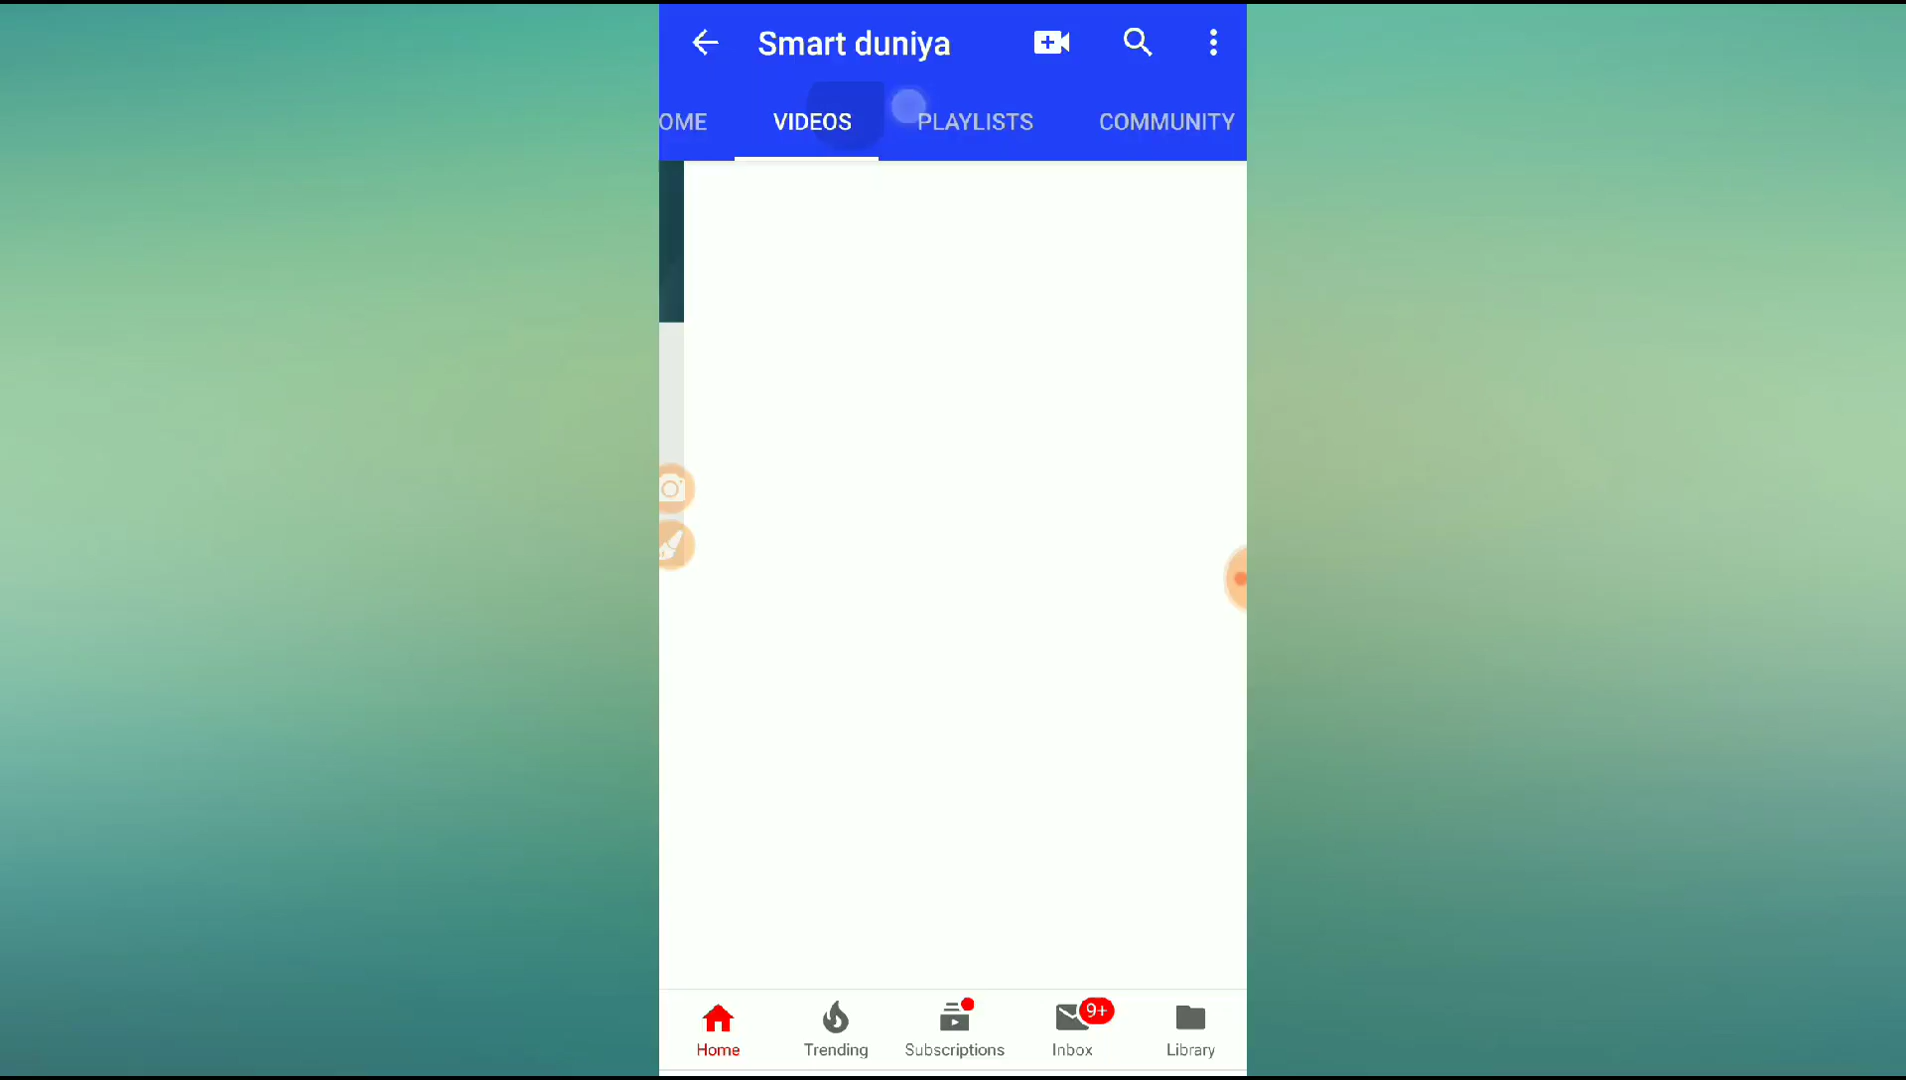 Smart duniya
OME VIDEOS PLAYLISTS COMMUNITY
9+
Home Trending Subscriptions Inbox Library